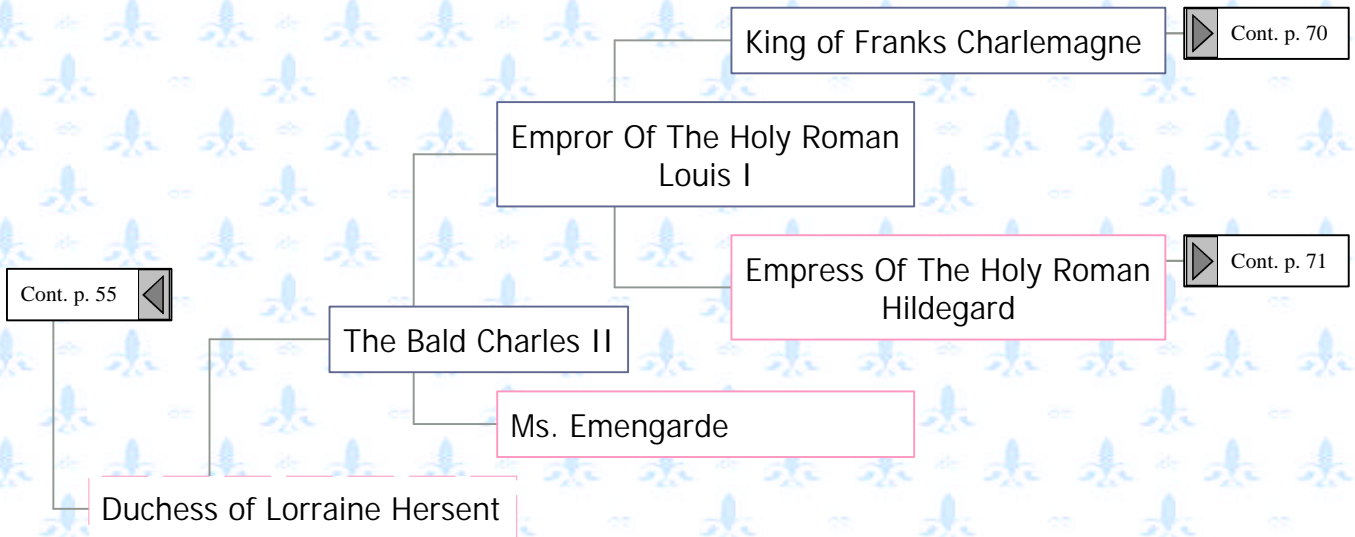 King of Franks Charlemagne
Cont. p. 70
Empror Of The Holy Roman
Louis I
Empress Of The Holy Roman
Hildegard
Cont. p. 71
Cont. p. 55
The Bald Charles II
Ms. Emengarde
Duchess of Lorraine Hersent